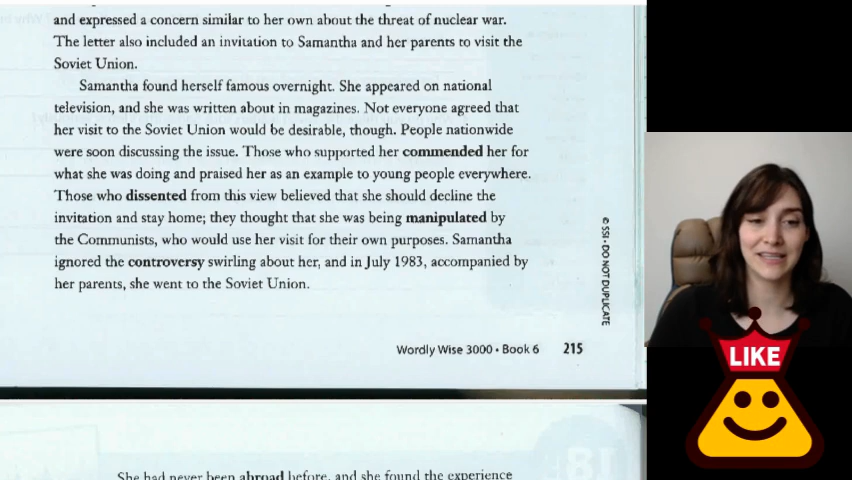 and expressed a concern similar to her own about the threat of nuclear war.
The letter also included an invitation to Samantha and her parents to visit the
Soviet Union.
Samantha found herself famous overnight. She appeared on national
television, and she was written about in magazines. Not everyone agreed that
her visit to the Soviet Union would be desirable, though. People nationwide
were soon discussing the issue. Those who supported her commended her for
what she was doing and praised her as an example to young people everywhere.
Those who dissented from this view believed that she should decline the
invitation and stay home; they thought that she was being manipulated by
the Communists, who would use her visit for their own purposes. Samantha
ignored the controversy swirling about her, and in July 1983, accompanied by
her parents, she went to the Soviet Union.
© SSI • DO NOT DUPLICATE
Wordly Wise 3000 • Book 6 215
She had never been abroad before, and she found the experience
LIKE